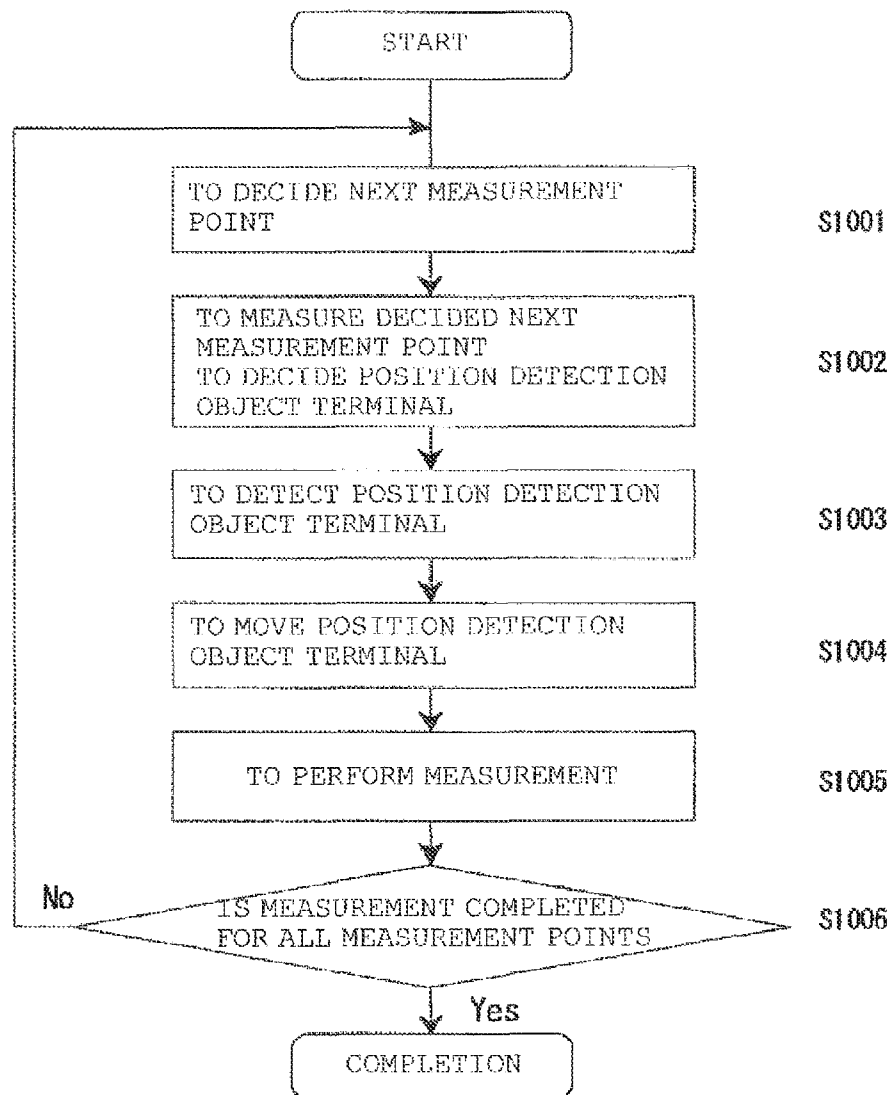 START
TO DECIDE NEXT MEASUREMENT
POINT
S1001
TO MEASURE DECIDED NEXT
MEASUREMENT POINT
TO DECIDE POSITION DETECTION
OBJECT TERMINAL
S1002
TO DETECT POSITION DETECTION
OBJECT TERMINAL
S1003
TO MOVE POSITION DETECTION
OBJECT TERMINAL
S1004
TO PERFORM MEASUREMENT
S1005
No
IS MEASUREMENT COMPLETED
FOR ALL MEASUREMENT POINTS
S1006
Yes
COMPLETION